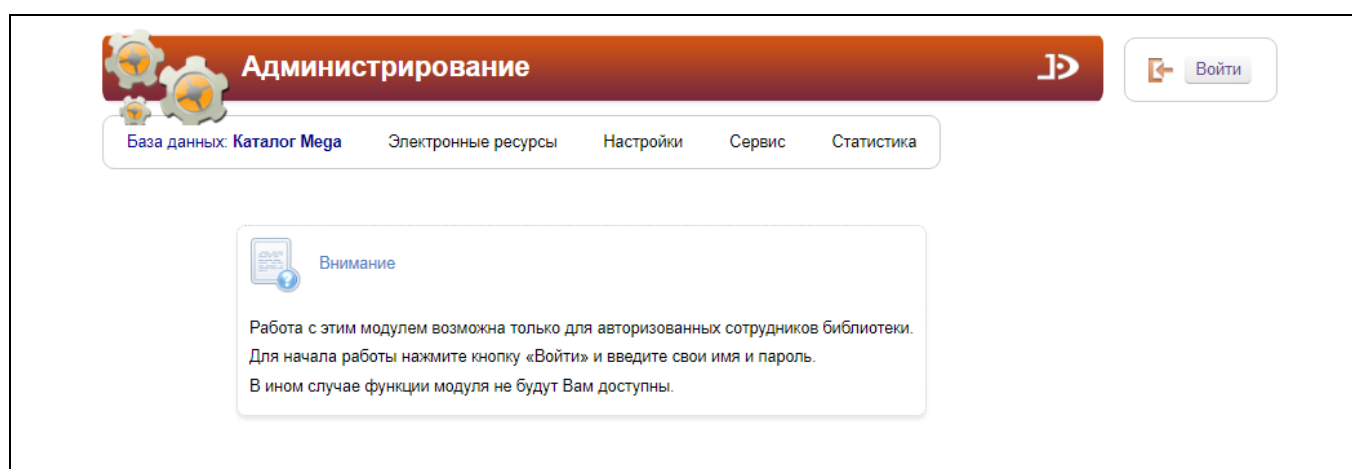 Администрирование
Войти
База данных: Каталог Mega Электронные ресурсы Настройки Сервис Статистика
Внимание
Работа с этим модулем возможна только для авторизованных сотрудников библиотеки.
Для начала работы нажмите кнопку «Войти» и введите свои имя и пароль.
В ином случае функции модуля не будут Вам доступны.